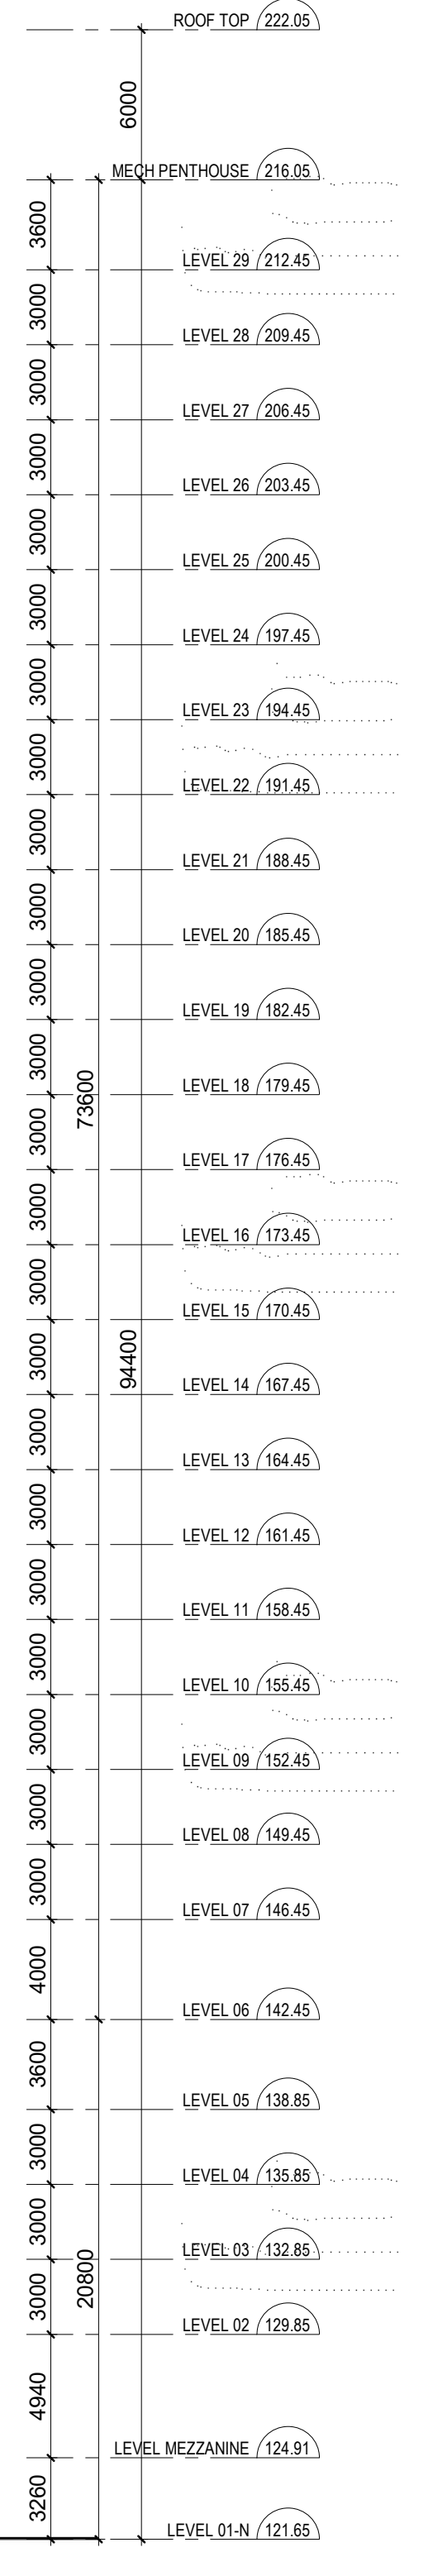 ROOF TOP 222.05
6000
MECH PENTHOUSE 216.05
3600
LEVEL 29 212.45
3000
LEVEL 28 209.45
3000
LEVEL 27 206.45
3000
LEVEL 26 203.45
3000
LEVEL 25 200.45
3000
LEVEL 24 197.45
3000
LEVEL 23 194.45
3000
LEVEL 22 191.45
3000
LEVEL 21 188.45
3000
LEVEL 20 185.45
3000
LEVEL 19 182.45
3000
73600
LEVEL 18 179.45
3000
LEVEL 17 176.45
3000
LEVEL 16 173.45
3000
LEVEL 15 170.45
3000
94400
LEVEL 14 167.45
3000
LEVEL 13 164.45
3000
LEVEL 12 161.45
3000
LEVEL 11 158.45
3000
LEVEL 10 155.45
3000
LEVEL 09 152.45
3000
LEVEL 08 149.45
3000
LEVEL 07 146.45
4000
LEVEL 06 142.45
3600
LEVEL 05 138.85
3000
LEVEL 04 135.85
3000
LEVEL 03 132.85
20800
3000
LEVEL 02 129.85
4940
LEVEL MEZZANINE 124.91
3260
LEVEL 01-N 121.65